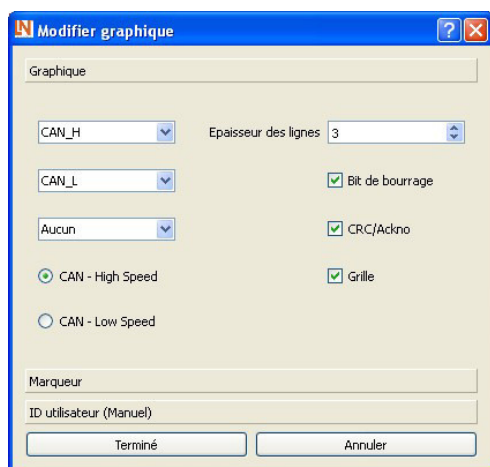 Modifier graphique
Graphique
CAN_H
Epaisseur des lignes 3
CAN_L
Bit de bourrage
Aucun
CRC/Ackno
CAN - High Speed
Grille
CAN - Low Speed
Marqueur
ID utilisateur (Manuel)
Terminé
Annuler